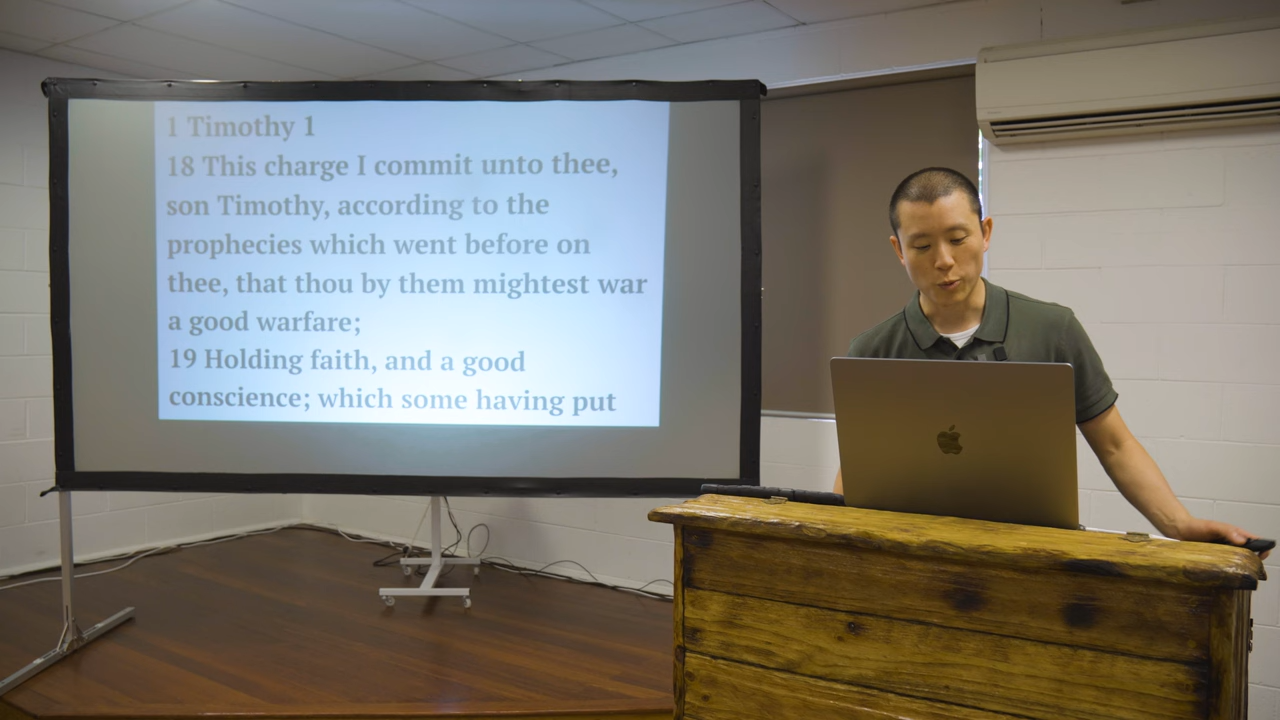 1 Timothy 1
18 This charge I commit unto thee,
son Timothy, according to the
prophecies which went before on
thee, that thou by them mightest war
a good warfare;
19 Holding faith, and a good
conscience; which some having put